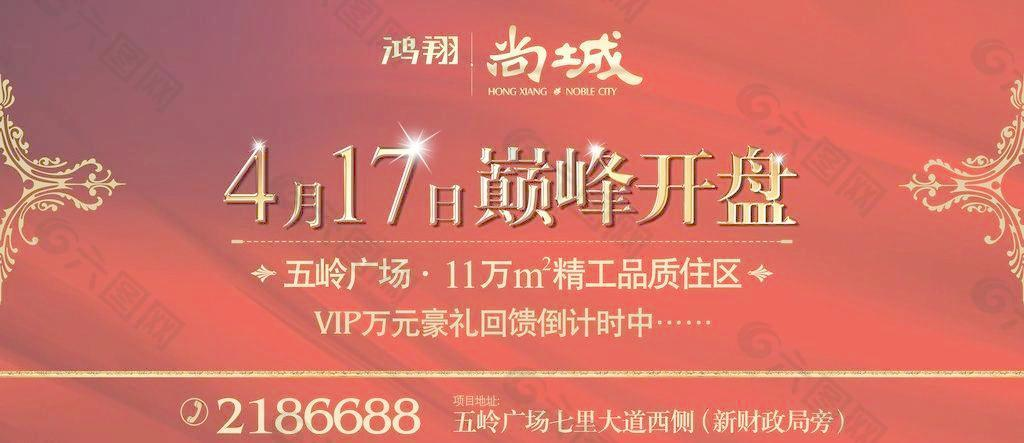 鸿翔 尚城
HONG XIANG NOBLE CITY
4月17日巅峰开盘
五岭广场·11万m²精工品质住区
VIP万元豪礼回馈倒计时中……
2186688
项目地址:
五岭广场七里大道西侧(新财政局旁)
六图网